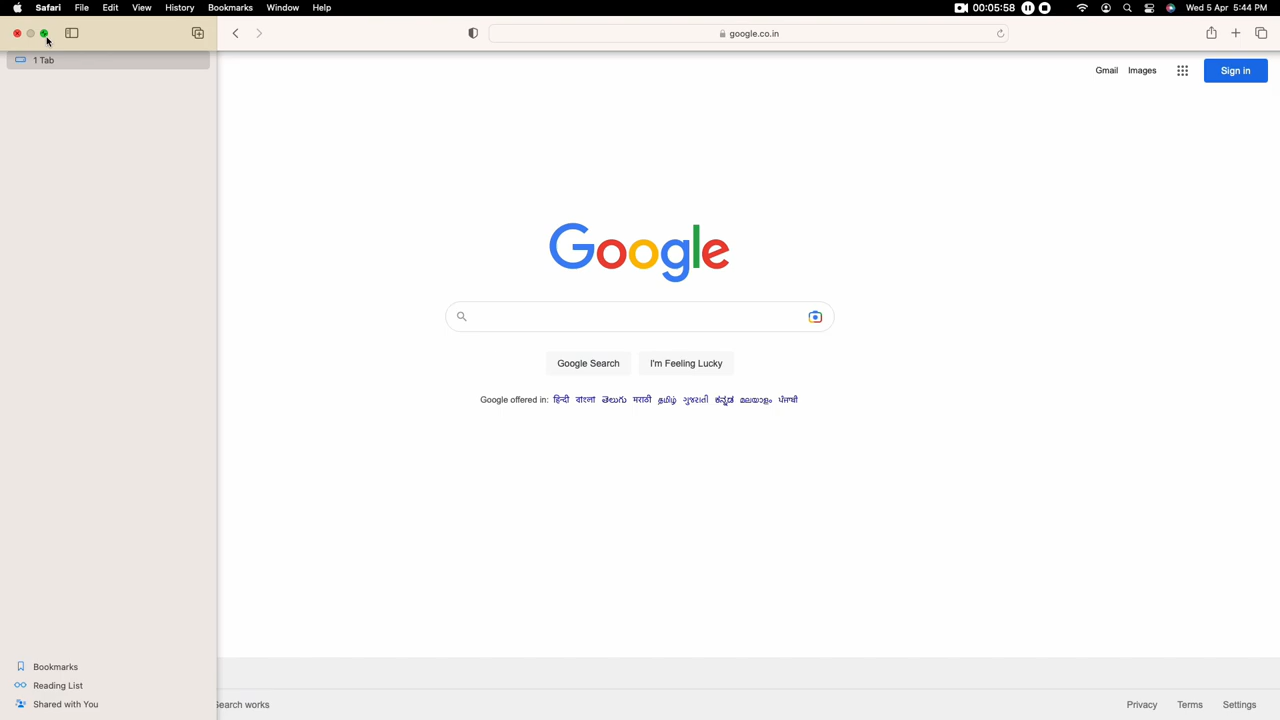 Safari File Edit View History Bookmarks Window Help 00:05:58 Wed 5 Apr 5:44 PM
google.co.in
1 Tab
Gmail Images Sign in
Google
Google Search I'm Feeling Lucky
Google offered in: हिन्दी বাংলা తెలుగు मराठी தமிழ் ગુજરાતી ಕನ್ನಡ മലയാളം ਪੰਜਾਬੀ
Bookmarks
Reading List
Shared with You
Search works Privacy Terms Settings